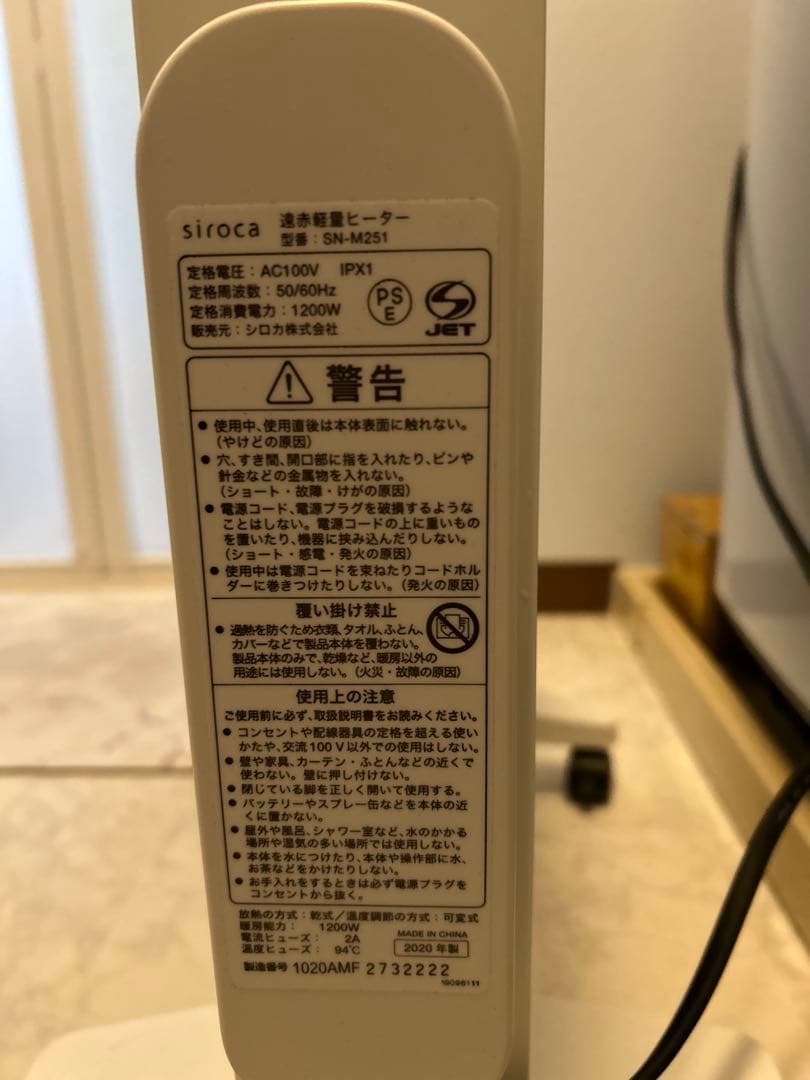 siroca 遠赤軽量ヒーター
型番：SN-M251
定格電圧：AC100V IPX1
定格周波数：50/60Hz
定格消費電力：1200W
販売元：シロカ株式会社
PS
E
JET
警告
● 使用中、使用直後は本体表面に触れない。
（やけどの原因）
● 穴、すき間、開口部に指を入れたり、ピンや
針金などの金属物を入れない。
（ショート・故障・けがの原因）
● 電源コード、電源プラグを破損するような
ことはしない。電源コードの上に重いもの
を置いたり、機器に挟み込んだりしない。
（ショート・感電・発火の原因）
● 使用中は電源コードを束ねたりコードホル
ダーに巻きつけたりしない。（発火の原因）
覆い掛け禁止
● 過熱を防ぐため衣類、タオル、ふとん、
カバーなどで製品本体を覆わない。
製品本体のみで、乾燥など、暖房以外の
用途には使用しない。（火災・故障の原因）
使用上の注意
ご使用前に必ず、取扱説明書をお読みください。
● コンセントや配線器具の定格を超える使い
かたや、交流100V以外での使用はしない。
● 壁や家具、カーテン・ふとんなどの近くで
使わない。壁に押し付けない。
● 閉じている脚を正しく開いて使用する。
● バッテリーやスプレー缶などを本体の近
くに置かない。
● 屋外や風呂、シャワー室など、水のかかる
場所や湿気の多い場所では使用しない。
● 本体を水につけたり、本体や操作部に水、
お茶などをかけたりしない。
● お手入れをするときは必ず電源プラグを
コンセントから抜く。
放熱の方式：乾式／温度調節の方式：可変式
暖房能力： 1200W
電流ヒューズ： 2A
温度ヒューズ： 94℃
MADE IN CHINA
2020年製
製造番号 1020AMF 2732222
19096111